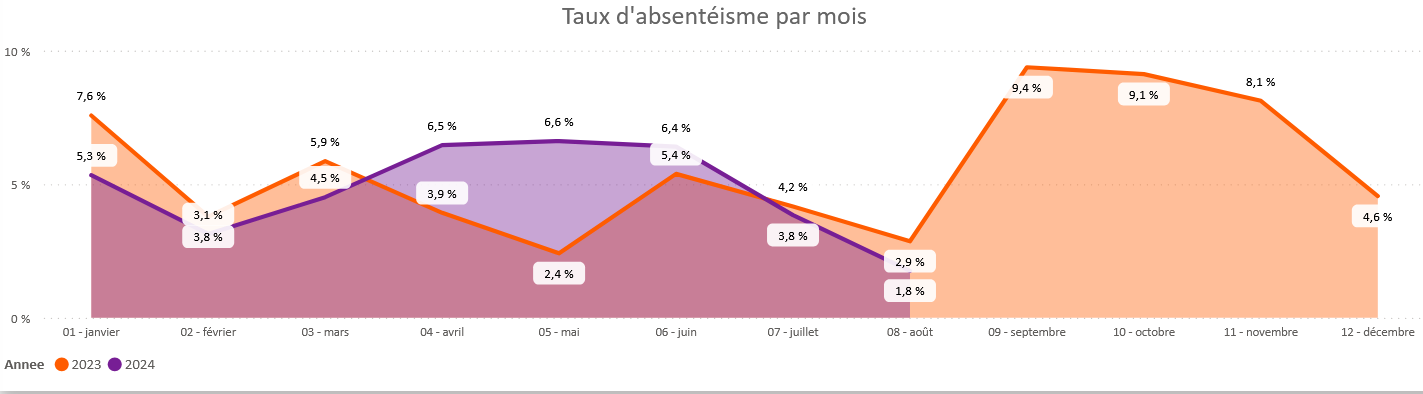 Taux d'absentéisme par mois
10 %
5 %
0 %
7,6 %
5,3 %
3,1 %
3,8 %
5,9 %
4,5 %
6,5 %
3,9 %
6,6 %
2,4 %
6,4 %
5,4 %
4,2 %
3,8 %
2,9 %
1,8 %
9,4 %
9,1 %
8,1 %
4,6 %
01 - janvier
02 - février
03 - mars
04 - avril
05 - mai
06 - juin
07 - juillet
08 - août
09 - septembre
10 - octobre
11 - novembre
12 - décembre
Annee 2023 2024